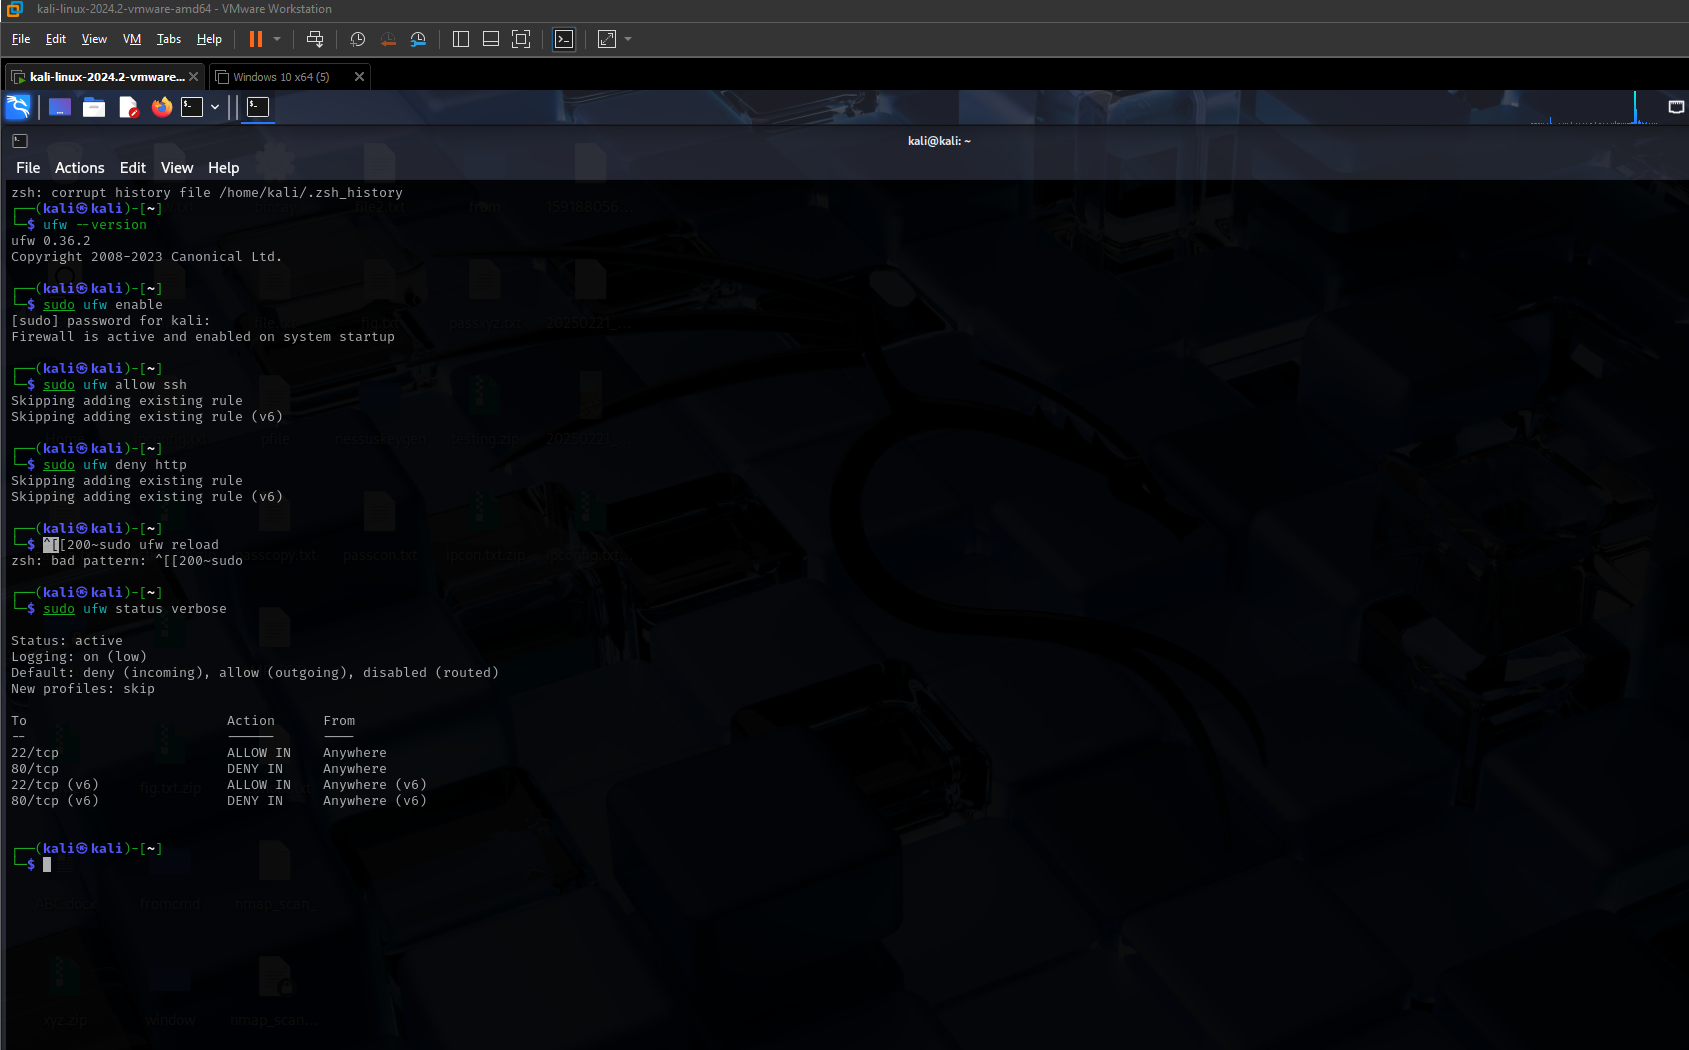 kali-linux-2024.2-vmware-amd64 - VMware Workstation
File Edit View VM Tabs Help
kali-linux-2024.2-vmware... Windows 10 x64 (5)
kali@kali: ~
File Actions Edit View Help
zsh: corrupt history file /home/kali/.zsh_history
┌──(kali㉿kali)-[~]
└─$ ufw --version
ufw 0.36.2
Copyright 2008-2023 Canonical Ltd.
┌──(kali㉿kali)-[~]
└─$ sudo ufw enable
[sudo] password for kali:
Firewall is active and enabled on system startup
┌──(kali㉿kali)-[~]
└─$ sudo ufw allow ssh
Skipping adding existing rule
Skipping adding existing rule (v6)
┌──(kali㉿kali)-[~]
└─$ sudo ufw deny http
Skipping adding existing rule
Skipping adding existing rule (v6)
┌──(kali㉿kali)-[~]
└─$ ^[[200~sudo ufw reload
zsh: bad pattern: ^[[200~sudo
┌──(kali㉿kali)-[~]
└─$ sudo ufw status verbose
Status: active
Logging: on (low)
Default: deny (incoming), allow (outgoing), disabled (routed)
New profiles: skip
To Action From
-- ------ ----
22/tcp ALLOW IN Anywhere
80/tcp DENY IN Anywhere
22/tcp (v6) ALLOW IN Anywhere (v6)
80/tcp (v6) DENY IN Anywhere (v6)
┌──(kali㉿kali)-[~]
└─$
ABC.docx fromcmd nmap_scan_
xyz.zip window nmap_scan...